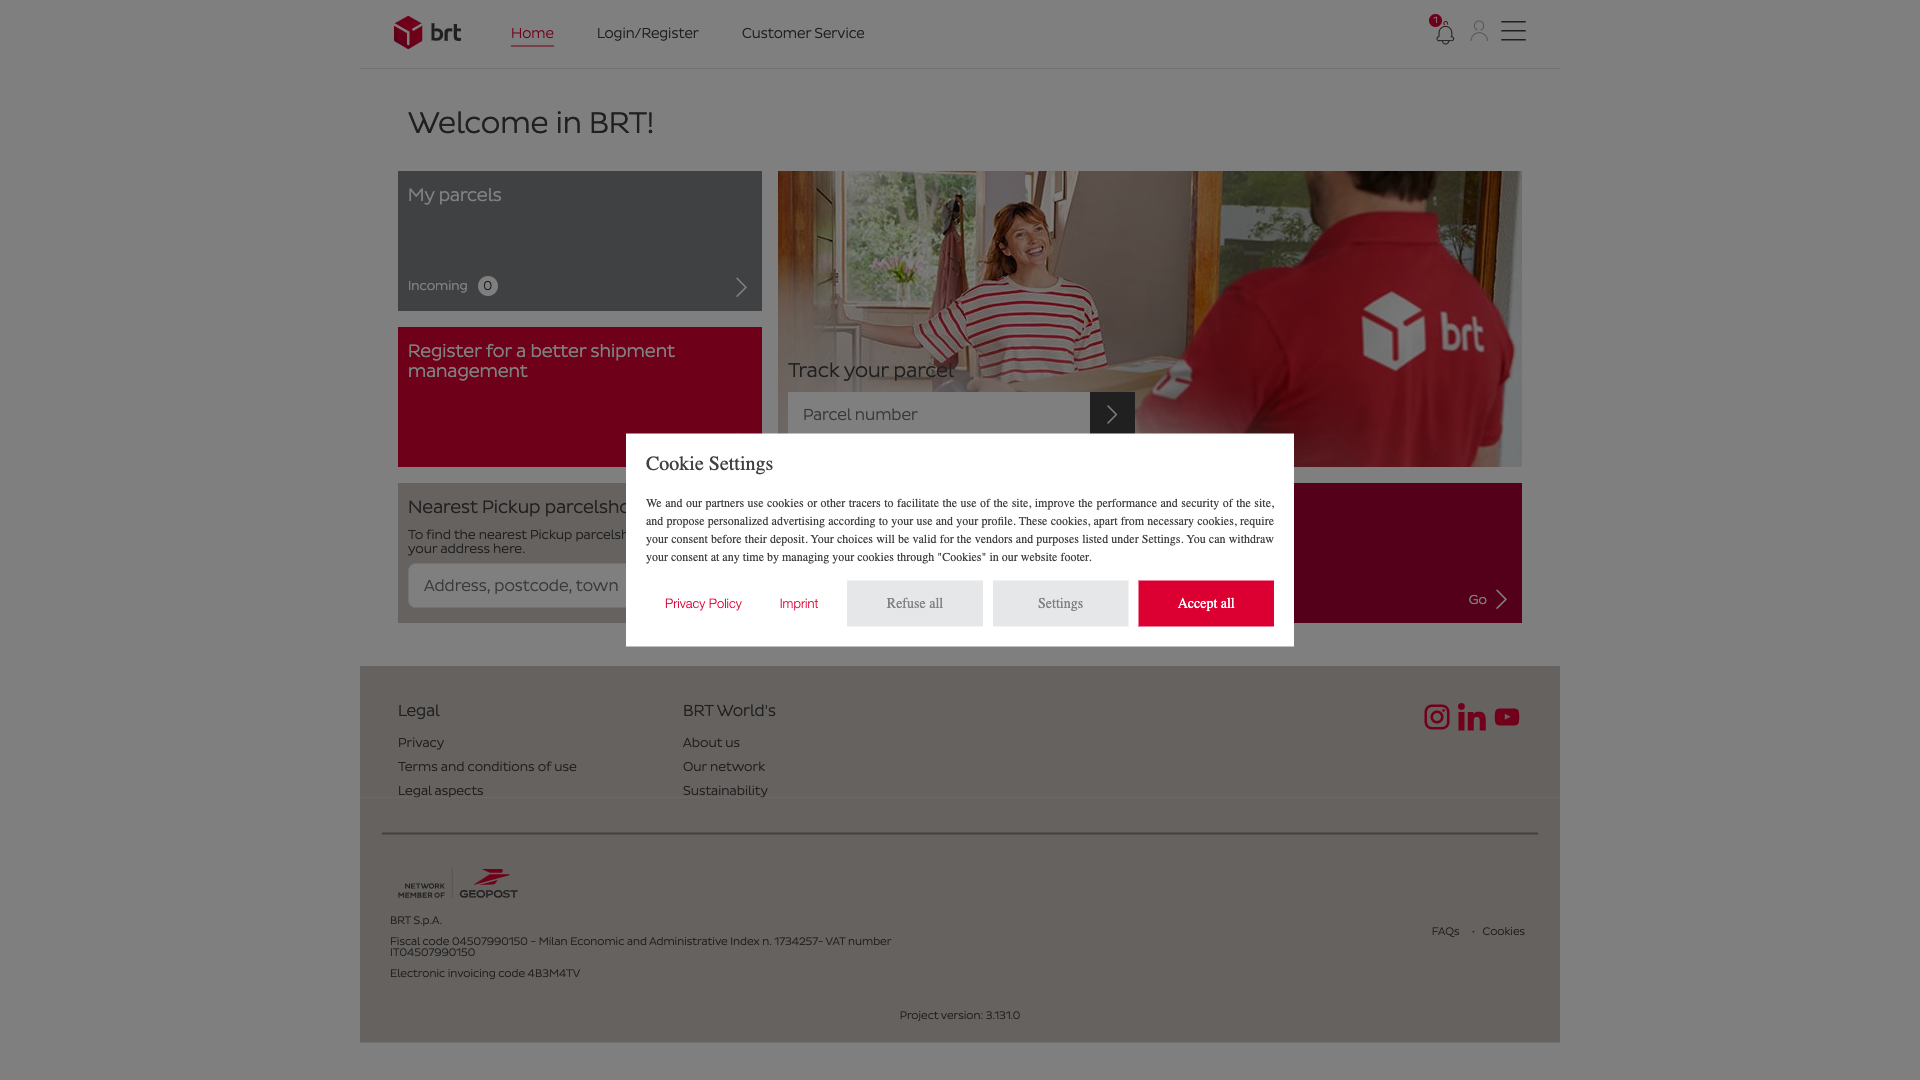 brt
Home
Login/Register
Customer Service
1
Welcome in BRT!
My parcels
Incoming 0
Register for a better shipment
management
brt
Track your parcel
Parcel number
Nearest Pickup parcelsho
To find the nearest Pickup parcelsh
your address here.
Address, postcode, town
Go
Cookie Settings
We and our partners use cookies or other tracers to facilitate the use of the site, improve the performance and security of the site,
and propose personalized advertising according to your use and your profile. These cookies, apart from necessary cookies, require
your consent before their deposit. Your choices will be valid for the vendors and purposes listed under Settings. You can withdraw
your consent at any time by managing your cookies through "Cookies" in our website footer.
Privacy Policy
Imprint
Refuse all
Settings
Accept all
Legal
Privacy
Terms and conditions of use
Legal aspects
BRT World's
About us
Our network
Sustainability
in
NETWORK
MEMBER OF
GEOPOST
BRT S.p.A.
Fiscal code 04507990150 - Milan Economic and Administrative Index n. 1734257- VAT number
IT04507990150
Electronic invoicing code 4B3M4TV
FAQs · Cookies
Project version: 3.131.0